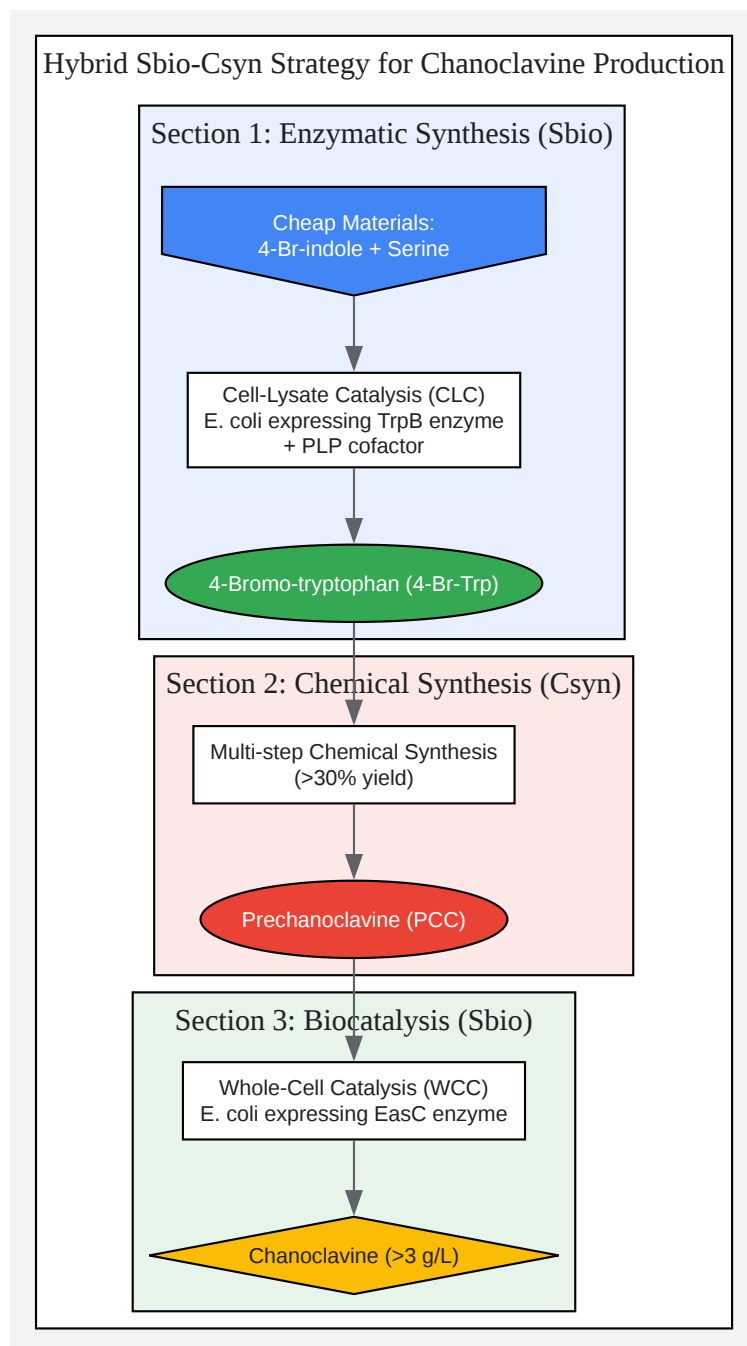 Hybrid Sbio-Csyn Strategy for Chanoclavine Production
Section 1: Enzymatic Synthesis (Sbio)
Cheap Materials:
4-Br-indole + Serine
Cell-Lysate Catalysis (CLC)
E. coli expressing TrpB enzyme
+ PLP cofactor
4-Bromo-tryptophan (4-Br-Trp)
Section 2: Chemical Synthesis (Csyn)
Multi-step Chemical Synthesis
(>30% yield)
Prechanoclavine (PCC)
Section 3: Biocatalysis (Sbio)
Whole-Cell Catalysis (WCC)
E. coli expressing EasC enzyme
Chanoclavine (>3 g/L)